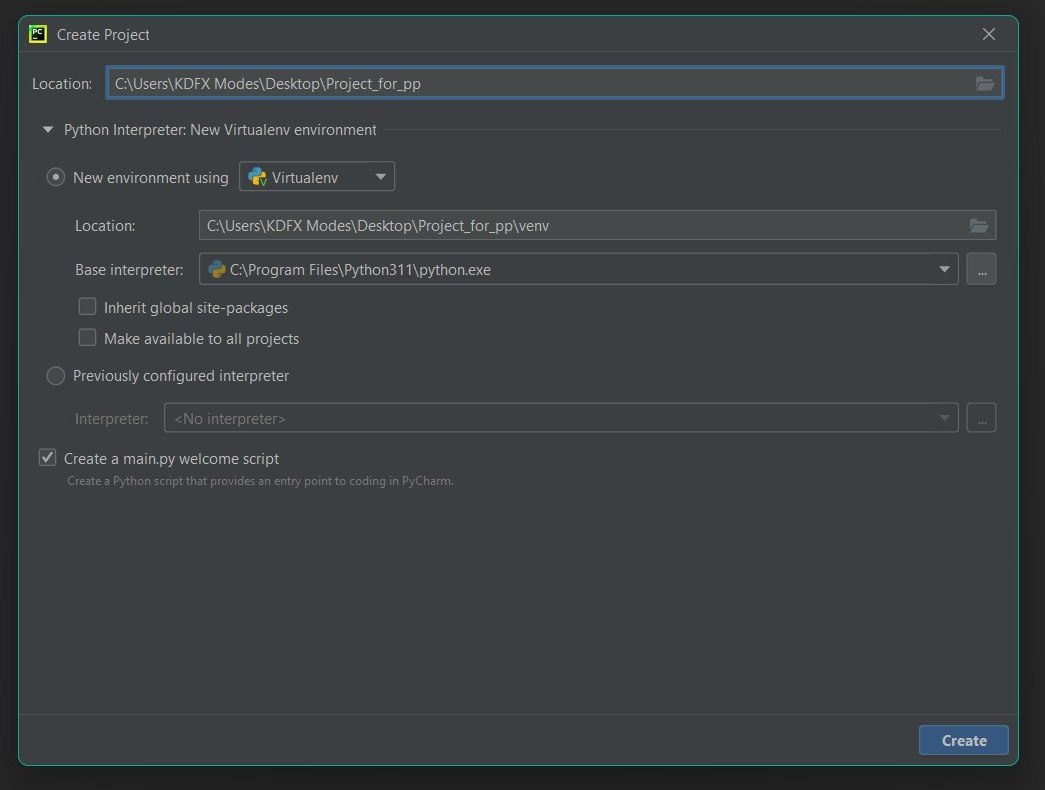 PC
Create Project
Location: C:\Users\KDFX Modes\Desktop\Project_for_pp
Python Interpreter: New Virtualenv environment
New environment using Virtualenv
Location: C:\Users\KDFX Modes\Desktop\Project_for_pp\venv
Base interpreter: C:\Program Files\Python311\python.exe ...
Inherit global site-packages
Make available to all projects
Previously configured interpreter
Interpreter: <No interpreter> ...
Create a main.py welcome script
Create a Python script that provides an entry point to coding in PyCharm.
Create